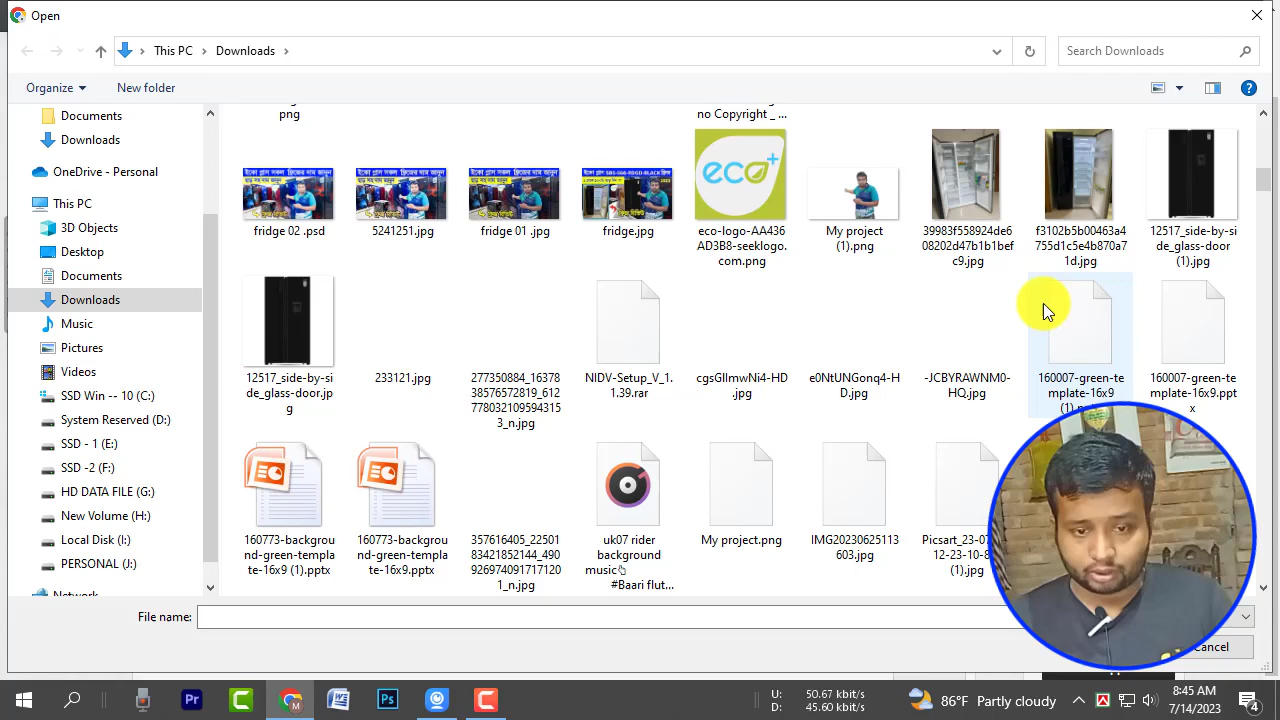 Open
This PC
Downloads
Search Downloads
Organize
New folder
Documents
Downloads
OneDrive - Personal
This PC
3D Objects
Desktop
Documents
Downloads
Music
Pictures
Videos
SSD Win -- 10 (C:)
System Reserved (D:)
SSD - 1 (E:)
SSD -2 (F:)
HD DATA FILE (G:)
New Volume (H:)
Local Disk (I:)
PERSONAL (J:)
Network
png
no Copyright _ ...
fridge 02 .psd
5241251.jpg
fridge 01 .jpg
fridge.jpg
eco+
eco-logo-AA436
AD3B8-seeklogo.
com.png
My project
(1).png
39983f558924de6
08202d47b1b1bef
c9.jpg
f3102b5b00463a4
755d1c5e4b870a7
1d.jpg
12517_side-by-si
de_glass-door
(1).jpg
12517_side-by-si
de_glass-door.jp
g
233121.jpg
277350884_16378
38576572819_612
778032109594315
3_n.jpg
NIDV-Setup_V_1.
1.39.rar
cgsGIlmwNi4-HD
.jpg
e0NtUNGonq4-H
D.jpg
-JCBYRAWNM0-
HQ.jpg
160007-green-te
mplate-16x9
160007-green-te
mplate-16x9.ppt
x
160773-backgrou
nd-green-templa
te-16x9 (1).pptx
160773-backgrou
nd-green-templa
te-16x9.pptx
357616405_22501
83421852144_490
926974091717120
1_n.jpg
uk07 rider
background
music
#Baari flut...
My project.png
IMG20230625113
603.jpg
Picsart_23-0
12-23-10-8
(1).jpg
File name:
Cancel
Pr
Ps
U:
50.67 kbit/s
D:
45.60 kbit/s
86°F Partly cloudy
8:45 AM
7/14/2023
4